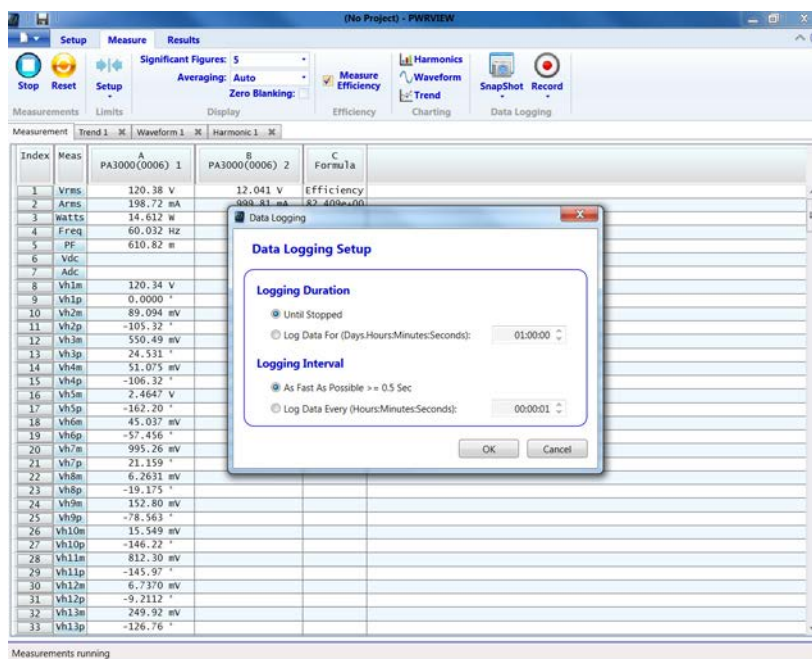 (No Project) - PWRVIEW
Setup Measure Results
Stop Reset Setup
Significant Figures: 5
Averaging: Auto
Zero Blanking:
Measure Efficiency
Harmonics
Waveform
Trend
SnapShot Record
Measurements Limits Display Efficiency Charting Data Logging
Measurement Trend 1 Waveform 1 Harmonic 1
Index Meas A B C
PA3000(0006) 1 PA3000(0006) 2 Formula
1 Vrms 120.38 V 12.041 V Efficiency
2 Arms 198.72 mA 999.81 mA 82.409e+00
3 Watts 14.612 W
4 Freq 60.032 Hz
5 PF 610.82 m
6 Vdc
7 Adc
8 Vh1m 120.34 V
9 Vh1p 0.0000 °
10 Vh2m 89.094 mV
11 Vh2p -105.32 °
12 Vh3m 550.49 mV
13 Vh3p 24.531 °
14 Vh4m 51.075 mV
15 Vh4p -106.32 °
16 Vh5m 2.4647 V
17 Vh5p -162.20 °
18 Vh6m 45.037 mV
19 Vh6p -57.456 °
20 Vh7m 995.26 mV
21 Vh7p 21.159 °
22 Vh8m 6.2631 mV
23 Vh8p -19.175 °
24 Vh9m 152.80 mV
25 Vh9p -78.563 °
26 Vh10m 15.549 mV
27 Vh10p -146.22 °
28 Vh11m 812.30 mV
29 Vh11p -145.97 °
30 Vh12m 6.7370 mV
31 Vh12p -9.2112 °
32 Vh13m 249.92 mV
33 Vh13p -126.76 °
Data Logging
Data Logging Setup
Logging Duration
Until Stopped
Log Data For (Days.Hours:Minutes:Seconds): 01:00:00
Logging Interval
As Fast As Possible >= 0.5 Sec
Log Data Every (Hours:Minutes:Seconds): 00:00:01
OK Cancel
Measurements running